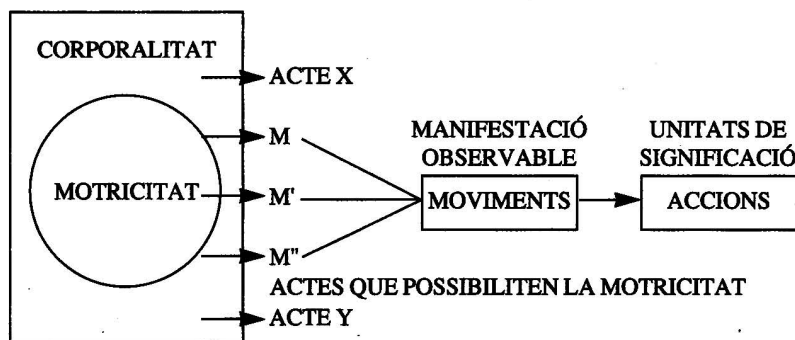 CORPORALITAT
ACTE X
M
MOTRICITAT
M'
M"
MANIFESTACIÓ
OBSERVABLE
MOVIMENTS
UNITATS DE
SIGNIFICACIÓ
ACCIONS
ACTES QUE POSSIBILITEN LA MOTRICITAT
ACTE Y